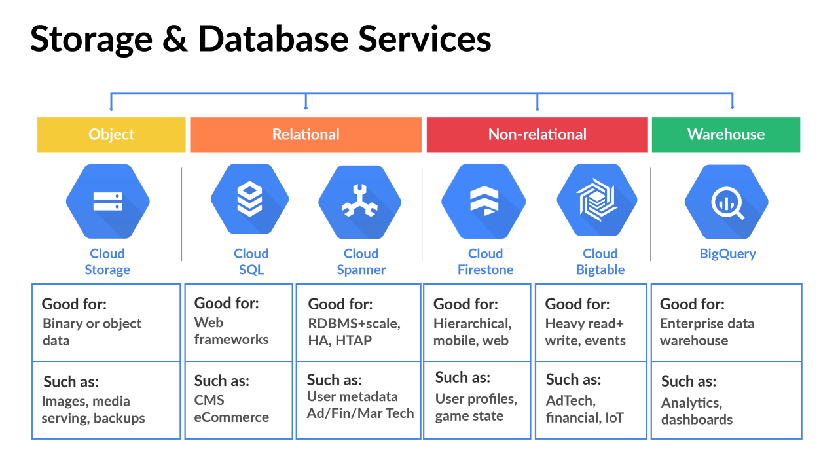 Storage & Database Services
Object
Relational
Non-relational
Warehouse
Cloud
Storage
Cloud
SQL
Cloud
Spanner
Cloud
Firestone
Cloud
Bigtable
BigQuery
Good for:
Binary or object
data
Good for:
Web
frameworks
Good for:
RDBMS+scale,
HA, HTAP
Good for:
Hierarchical,
mobile, web
Good for:
Heavy read+
write, events
Good for:
Enterprise data
warehouse
Such as:
Images, media
serving, backups
Such as:
CMS
eCommerce
Such as:
User metadata
Ad/Fin/Mar Tech
Such as:
User profiles,
game state
Such as:
AdTech,
financial, IoT
Such as:
Analytics,
dashboards